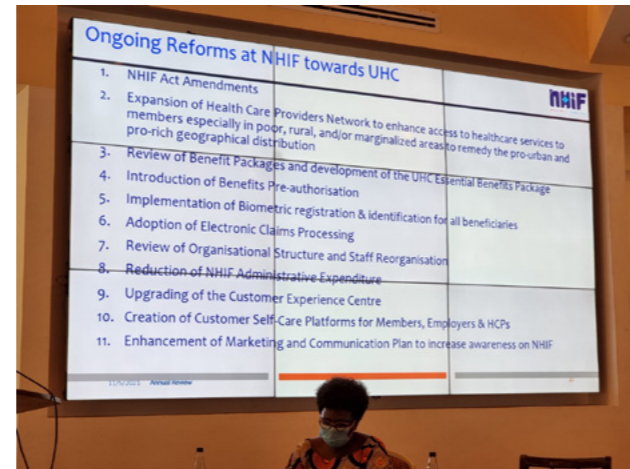 Ongoing Reforms at NHIF towards UHC
nhif
1. NHIF Act Amendments
2. Expansion of Health Care Providers Network to enhance access to healthcare services to
members especially in poor, rural, and/or marginalized areas to remedy the pro-urban and
pro-rich geographical distribution
3. Review of Benefit Packages and development of the UHC Essential Benefits Package
4. Introduction of Benefits Pre-authorisation
5. Implementation of Biometric registration & identification for all beneficiaries
6. Adoption of Electronic Claims Processing
7. Review of Organisational Structure and Staff Reorganisation
8. Reduction of NHIF Administrative Expenditure
9. Upgrading of the Customer Experience Centre
10. Creation of Customer Self-Care Platforms for Members, Employers & HCPs
11. Enhancement of Marketing and Communication Plan to increase awareness on NHIF
Annual Review